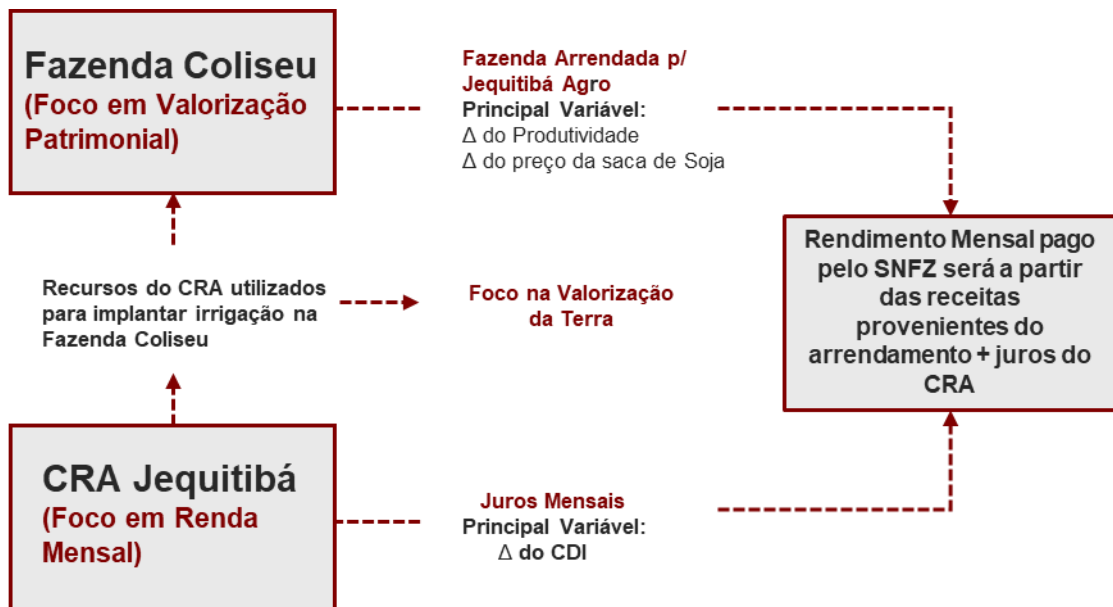 Fazenda Coliseu
(Foco em Valorização
Patrimonial)
Fazenda Arrendada p/
Jequitibá Agro
Principal Variável:
Δ do Produtividade
Δ do preço da saca de Soja
Rendimento Mensal pago
pelo SNFZ será a partir
das receitas
provenientes do
arrendamento + juros do
CRA
Recursos do CRA utilizados
para implantar irrigação na
Fazenda Coliseu
Foco na Valorização
da Terra
CRA Jequitibá
(Foco em Renda
Mensal)
Juros Mensais
Principal Variável:
Δ do CDI